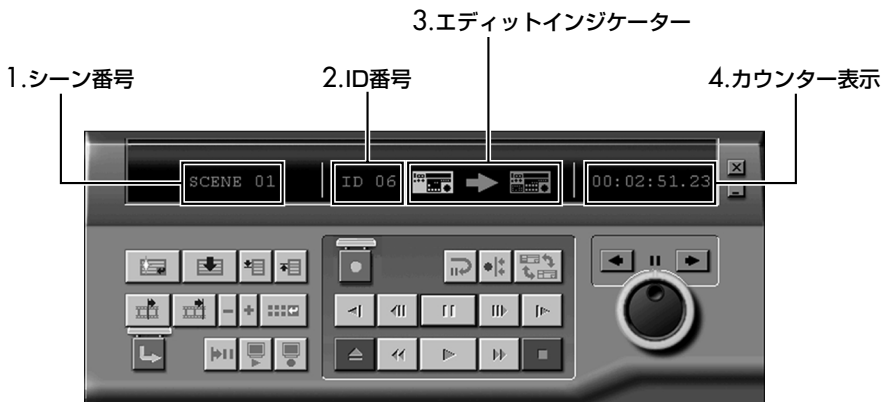 3.エディットインジケーター
1.シーン番号
2.ID番号
4.カウンター表示
SCENE 01
ID 06
00:02:51.23